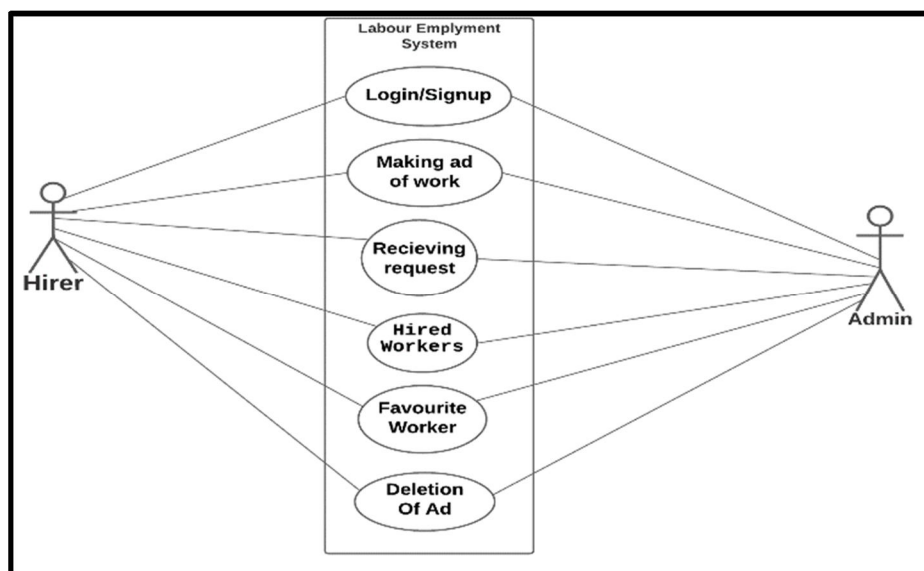 Labour Emplyment
System
Login/Signup
Making ad
of work
Recieving
request
Hirer
Admin
Hired
Workers
Favourite
Worker
Deletion
Of Ad